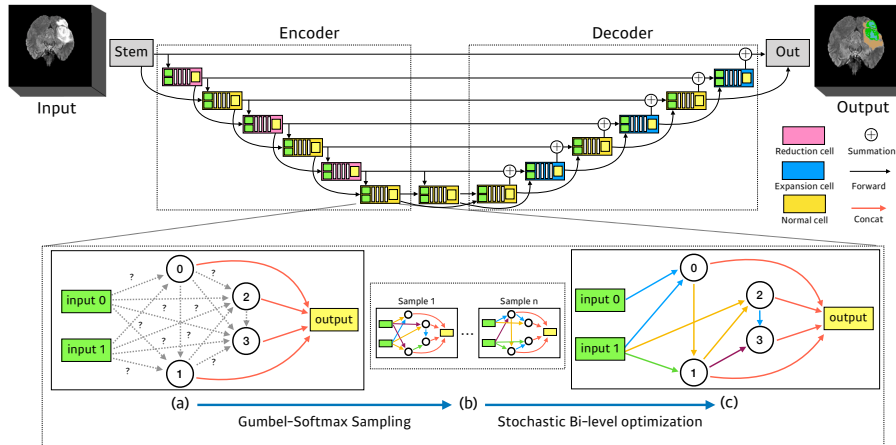 Encoder
Decoder
Stem
Out
Input
Output
Reduction cell
Summation
Expansion cell
Forward
Normal cell
Concat
input 0
input 1
?
?
?
?
?
?
?
?
?
0
1
2
3
output
Sample 1
...
Sample n
input 0
input 1
0
1
2
3
output
(a)
(b)
(c)
Gumbel-Softmax Sampling
Stochastic Bi-level optimization